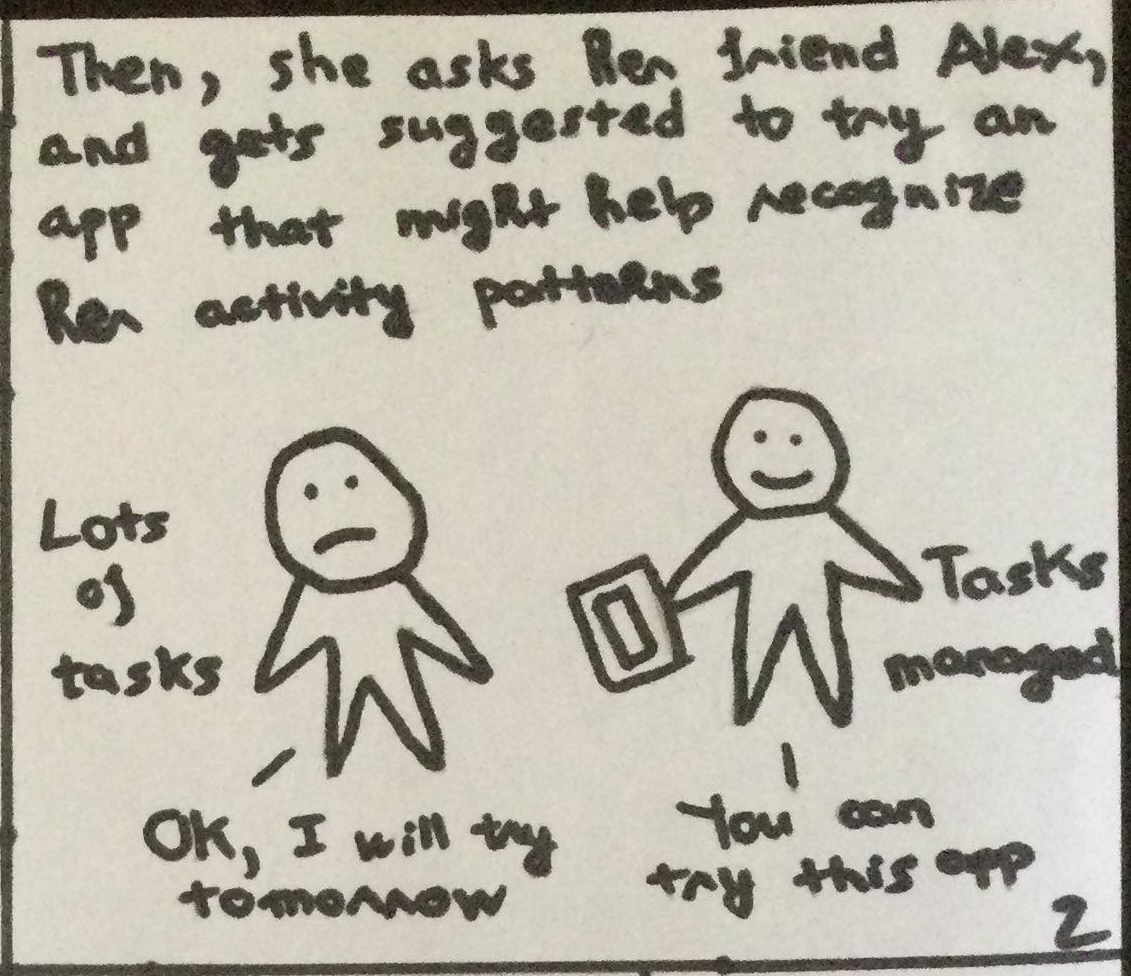 Then, she asks her friend Alex,
and gets suggested to try an
app that might help recognize
her activity patterns
Lots
of
tasks
Tasks
managed
OK, I will try
tomorrow
You can
try this app
2